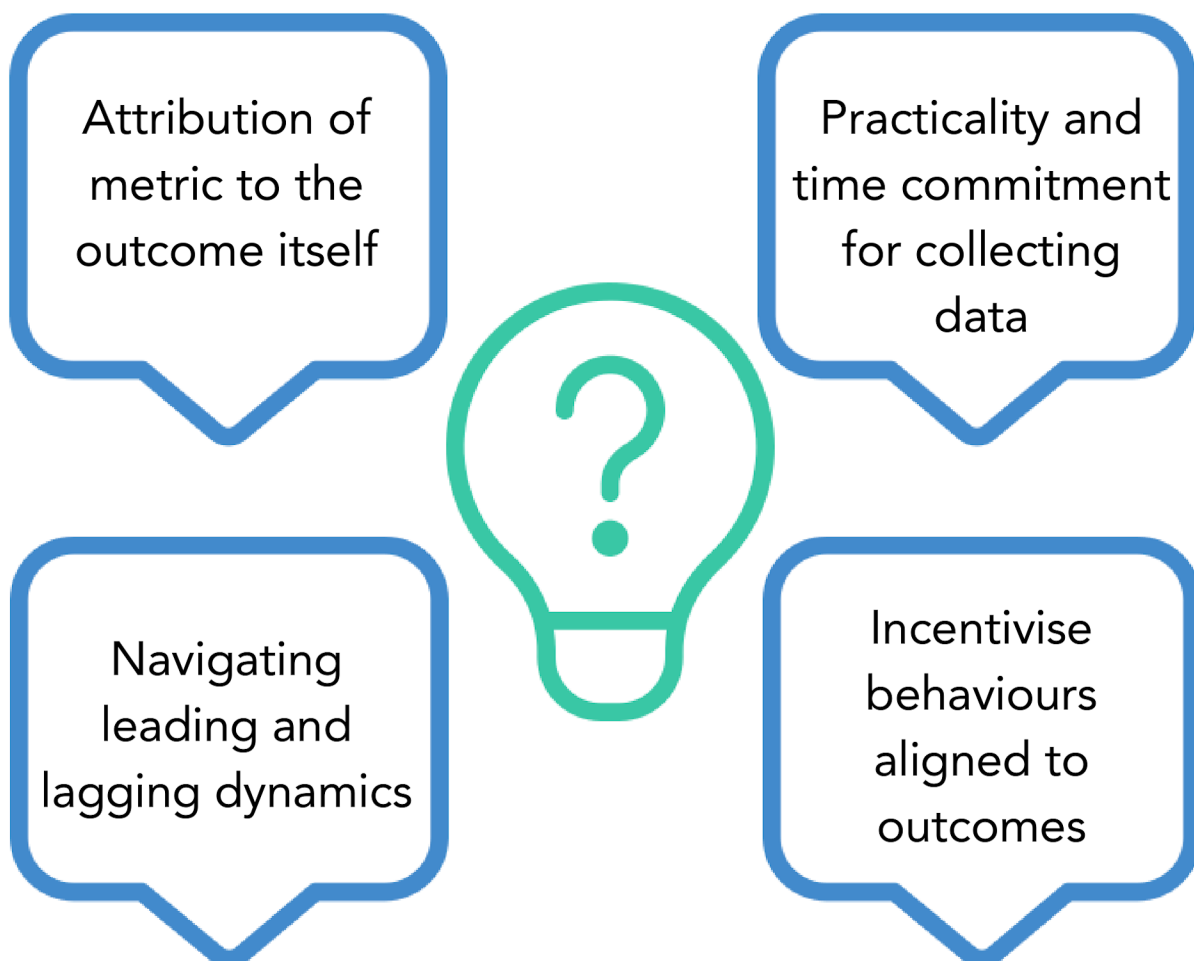 Attribution of
metric to the
outcome itself
Practicality and
time commitment
for collecting
data
?
Navigating
leading and
lagging dynamics
Incentivise
behaviours
aligned to
outcomes